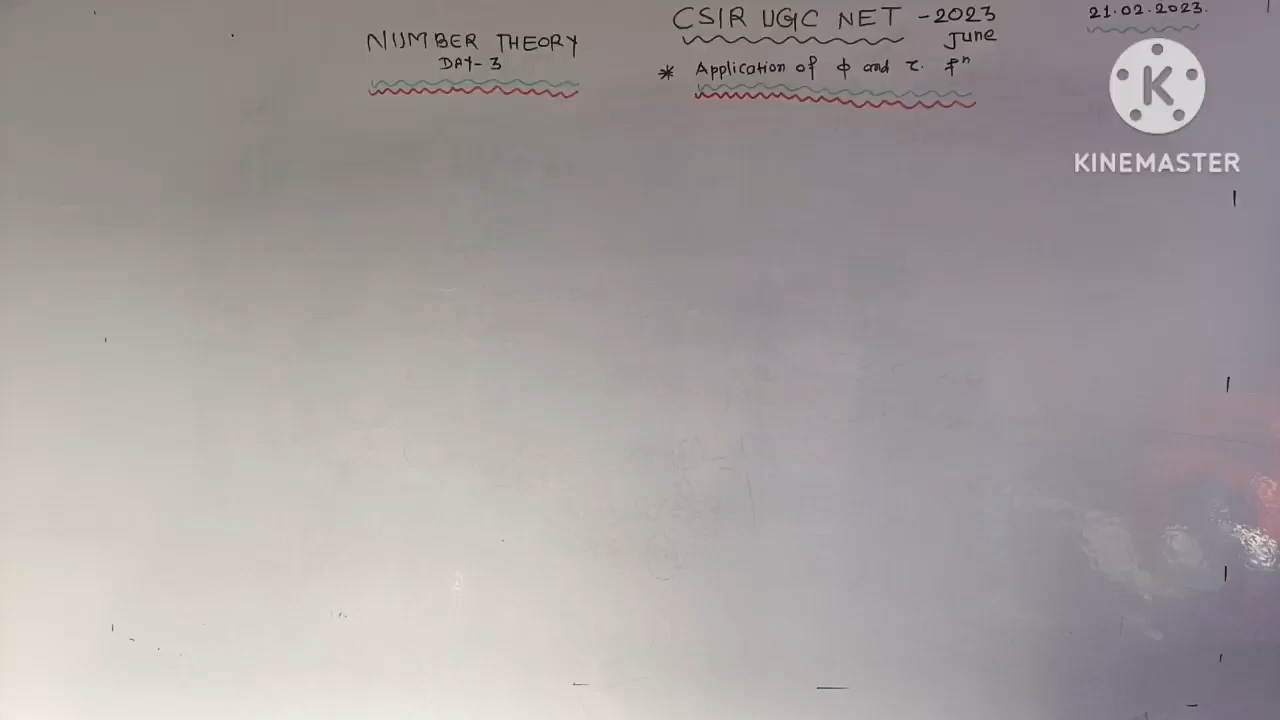 NUMBER THEORY
DAY-3
CSIR UGC NET - 2023
June
* Application of ϕ and τ. fⁿ
21.02.2023.
K
KINEMASTER